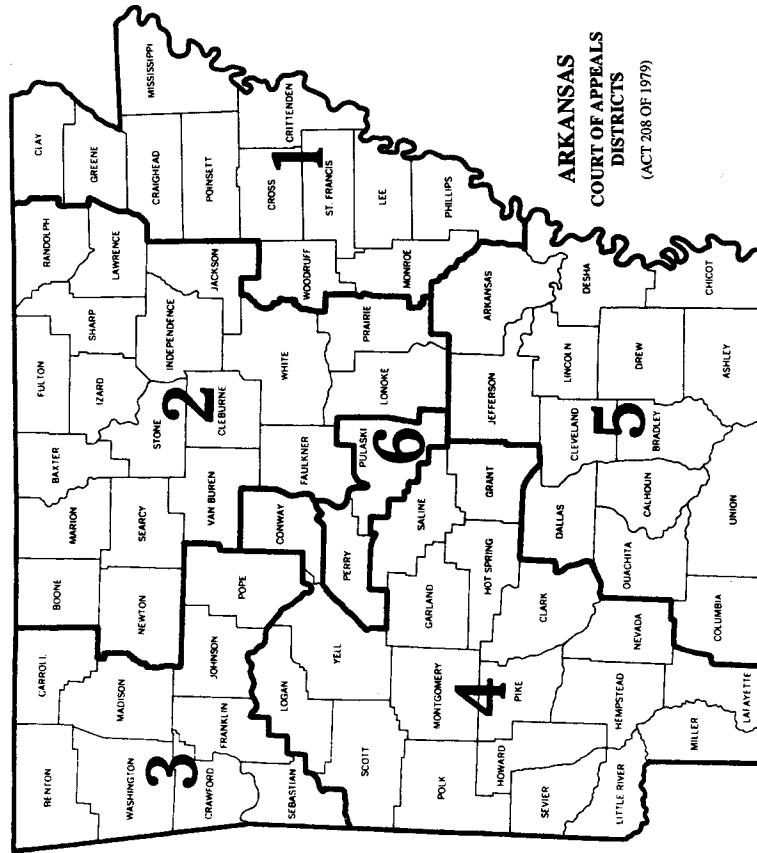 ARKANSAS
COURT OF APPEALS
DISTRICTS
(ACT 208 OF 1979)
BENTON
CARROLL
BOONE
MARION
BAXTER
FULTON
RANDOLPH
CLAY
WASHINGTON
MADISON
NEWTON
SEARCY
STONE
IZARD
SHARP
LAWRENCE
GREENE
3
2
CRAWFORD
FRANKLIN
JOHNSON
POPE
VAN BUREN
CLEBURNE
INDEPENDENCE
JACKSON
CRAIGHEAD
MISSISSIPPI
POINSETT
SEBASTIAN
LOGAN
CONWAY
FAULKNER
WHITE
WOODRUFF
CROSS
CRITTENDEN
1
ST. FRANCIS
SCOTT
YELL
PERRY
PULASKI
6
LONOKE
PRAIRIE
MONROE
LEE
PHILLIPS
POLK
MONTGOMERY
GARLAND
SALINE
4
HOWARD
PIKE
HOT SPRING
GRANT
JEFFERSON
ARKANSAS
SEVIER
CLARK
DALLAS
CLEVELAND
LINCOLN
DESHA
LITTLE RIVER
HEMPSTEAD
NEVADA
OUACHITA
CALHOUN
5
BRADLEY
DREW
MILLER
LAFAYETTE
COLUMBIA
UNION
ASHLEY
CHICOT